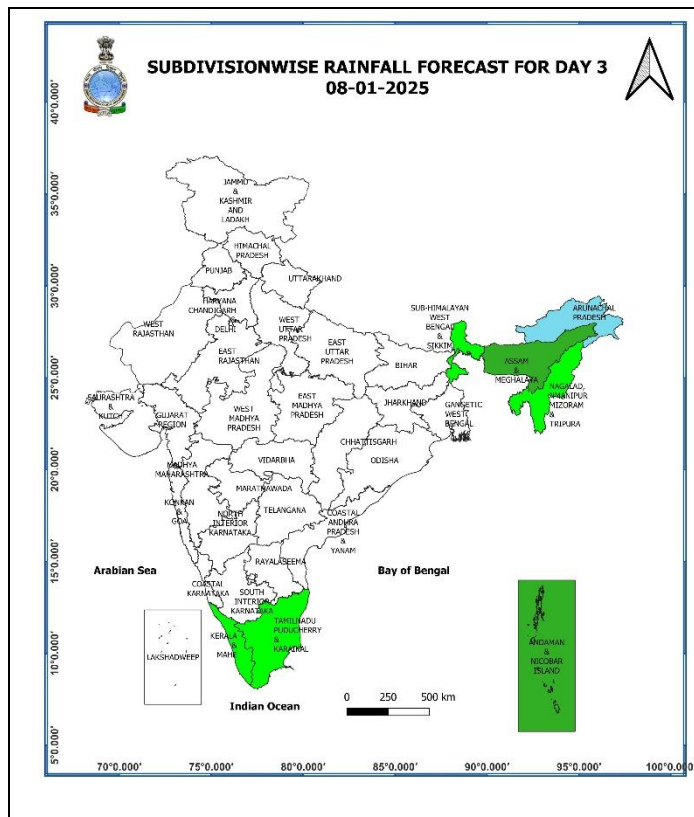 SUBDIVISIONWISE RAINFALL FORECAST FOR DAY 3
08-01-2025
40°0.000'
35°0.000'
30°0.000'
25°0.000'
20°0.000'
15°0.000'
10°0.000'
5°0.000'
JAMMU
&
KASHMIR
AND
LADAKH
HIMACHAL
PRADESH
PUNJAB
UTTARAKHAND
HARYANA
CHANDIGARH
&
DELHI
WEST
RAJASTHAN
WEST
UTTAR
PRADESH
EAST
RAJASTHAN
EAST
UTTAR
PRADESH
SUB-HIMALAYAN
WEST
BENGAL
&
SIKKIM
ARUNACHAL
PRADESH
BIHAR
ASSAM
&
MEGHALAYA
NAGALAD,
MANIPUR
MIZORAM
&
TRIPURA
SAURASHTRA
&
KUTCH
GUJARAT
REGION
WEST
MADHYA
PRADESH
EAST
MADHYA
PRADESH
JHARKHAND
GANGETIC
WEST
BENGAL
CHHATTISGARH
ODISHA
VIDARBHA
MADHYA
MAHARASHTRA
MARATHAWADA
KONKAN
&
GOA
NORTH
INTERIOR
KARNATAKA
TELANGANA
COASTAL
ANDHRA
PRADESH
&
YANAM
RAYALASEEMA
Arabian Sea
Bay of Bengal
COASTAL
KARNATAKA
SOUTH
INTERIOR
KARNATAKA
TAMILNADU
PUDUCHERRY
&
KARAIKAL
KERALA
&
MAHE
LAKSHADWEEP
ANDAMAN
&
NICOBAR
ISLAND
Indian Ocean
0 250 500 km
70°0.000' 75°0.000' 80°0.000' 85°0.000' 90°0.000' 95°0.000' 100°0.000'